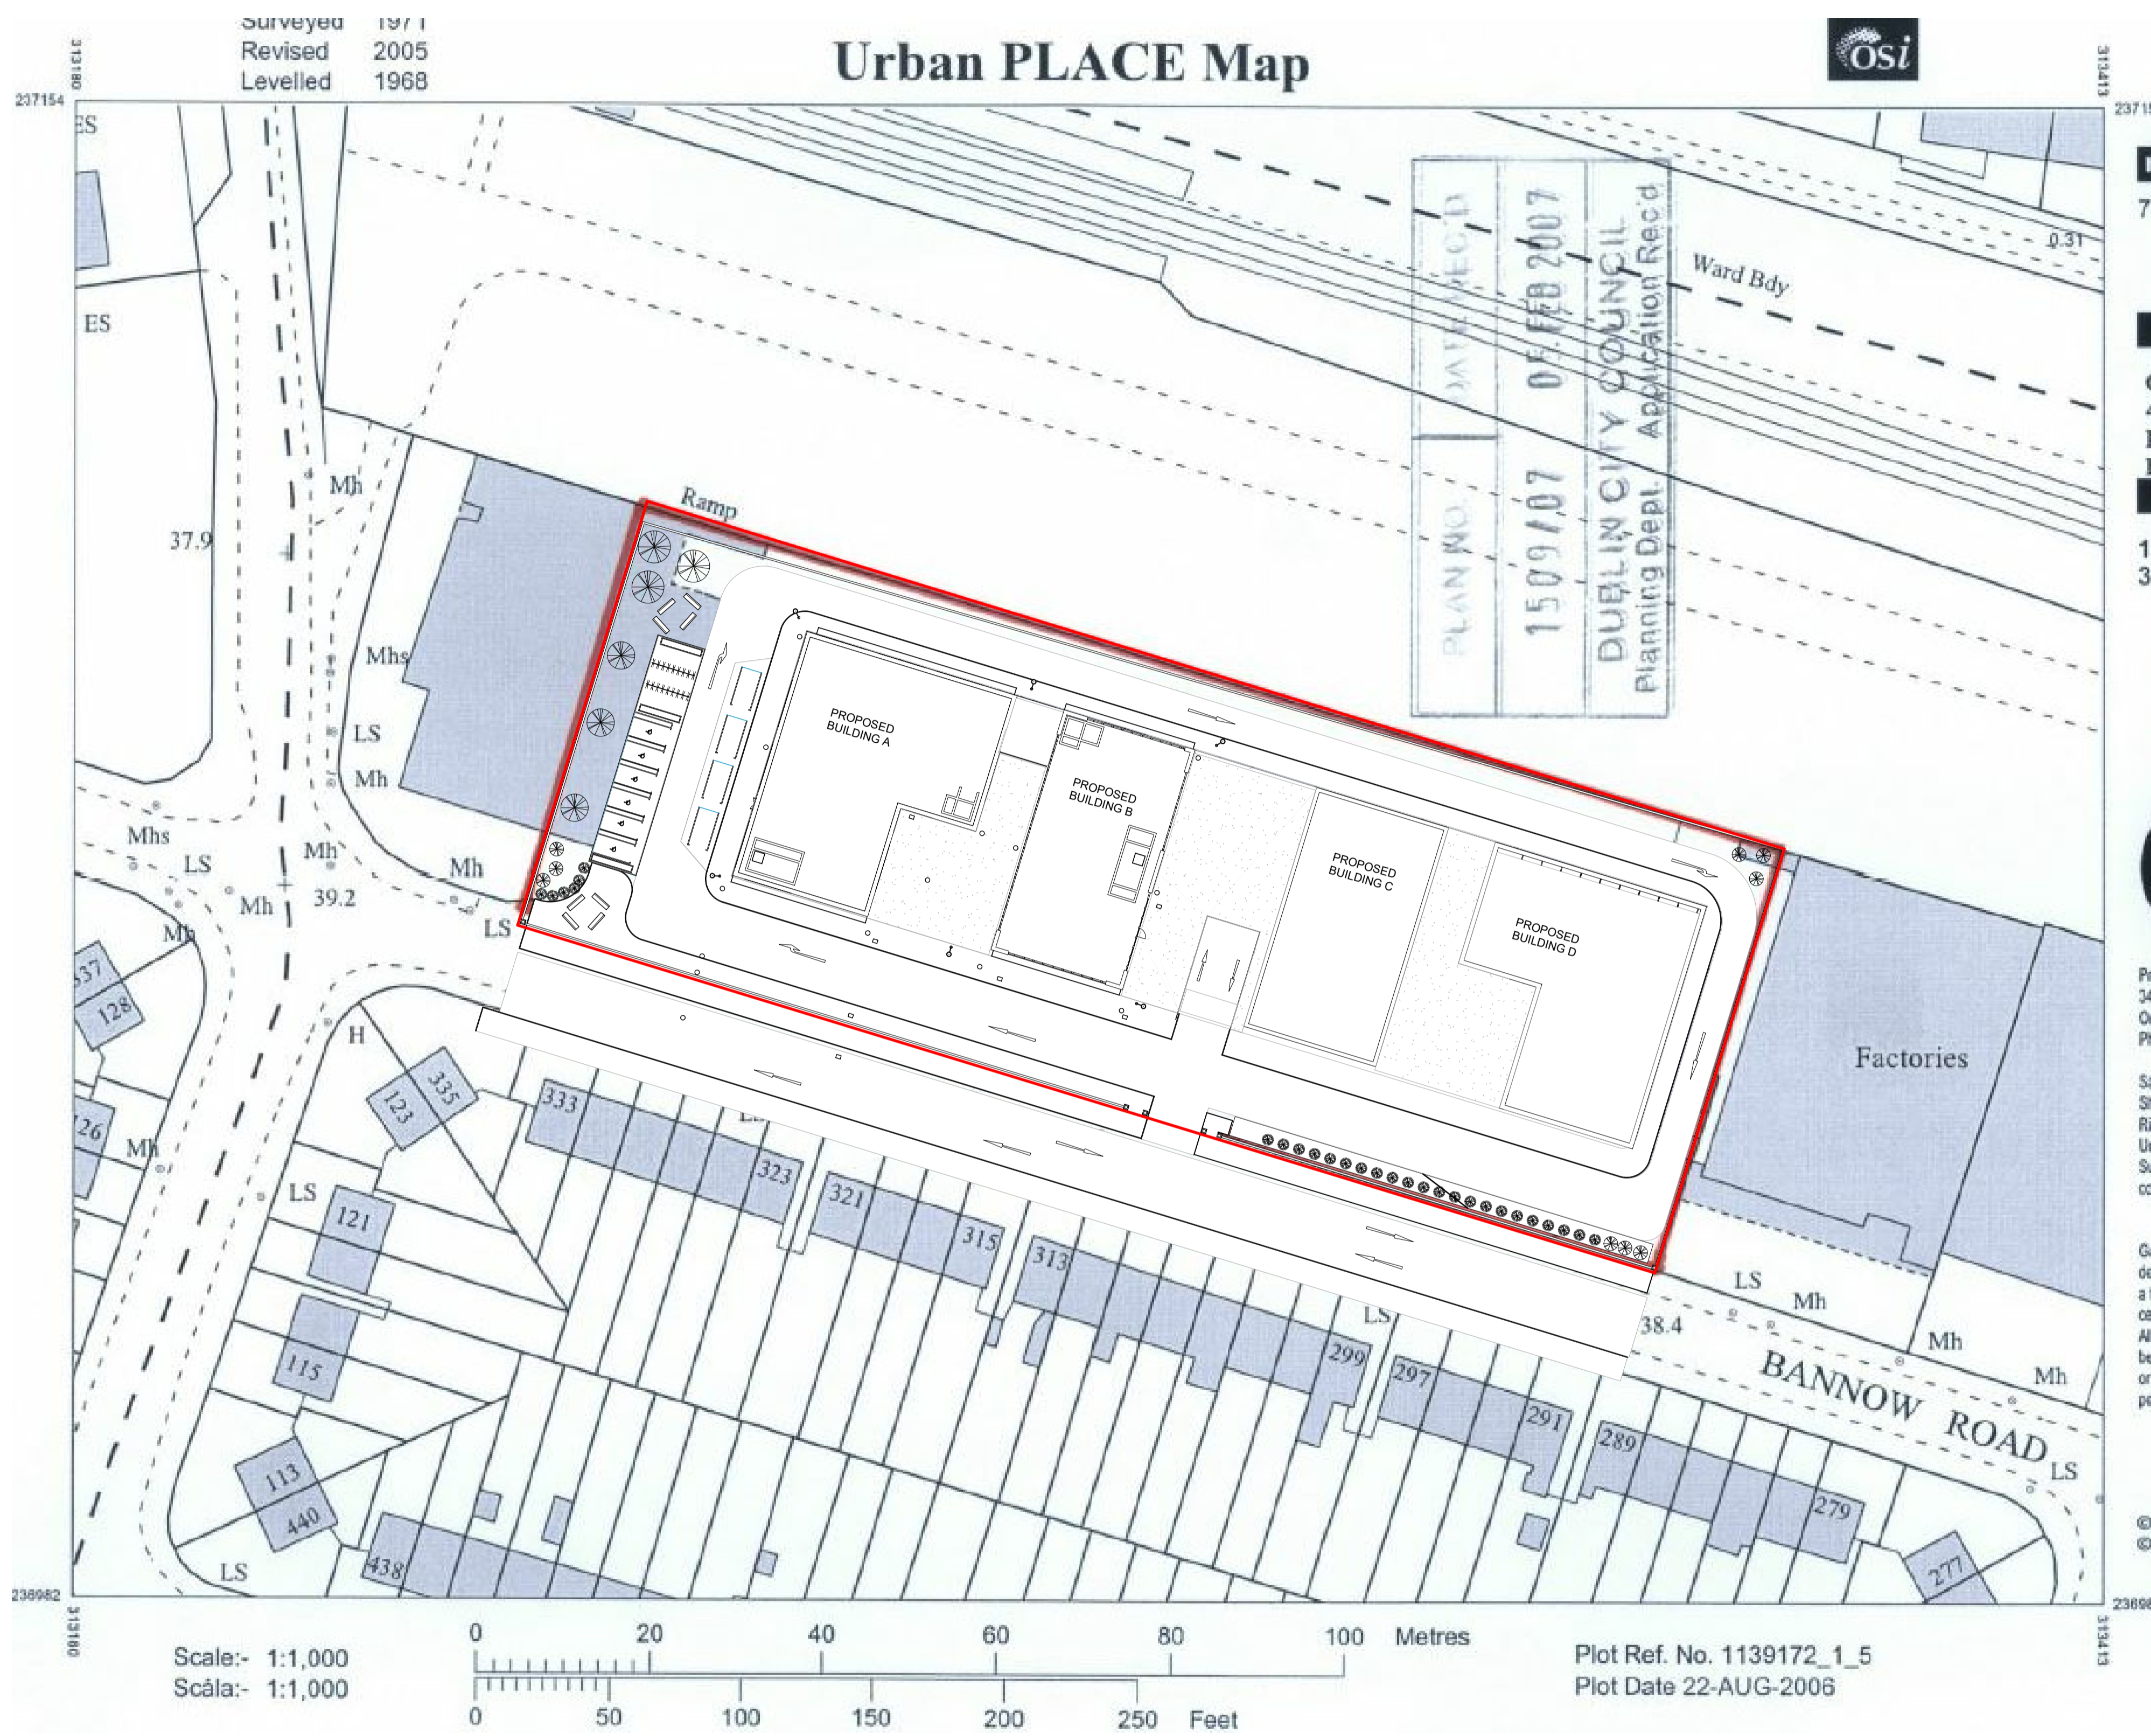 Surveyed 1971
Revised 2005
Levelled 1968
Urban PLACE Map
osi
313180
313413
237154
ES
ES
0.31
Ward Bdy
PLAN NO. DATE REC'D
1509/07 05 FEB 2007
DUBLIN CITY COUNCIL
Planning Dept. Application Rec'd
Ramp
Mh
37.9
Mhs
LS
Mh
PROPOSED
BUILDING A
PROPOSED
BUILDING B
PROPOSED
BUILDING C
PROPOSED
BUILDING D
Mhs
LS
Mh
Mh
Mh
39.2
LS
Mh
337
128
H
335
123
Factories
126
Mh
333
323
321
315
313
299
297
291
289
279
277
LS
121
115
113
440
438
LS
LS
38.4
LS
Mh
Mh
Mh
BANNOW ROAD
LS
236982
313180
313413
0 20 40 60 80 100 Metres
Scale:- 1:1,000
Scála:- 1:1,000
0 50 100 150 200 250 Feet
Plot Ref. No. 1139172_1_5
Plot Date 22-AUG-2006